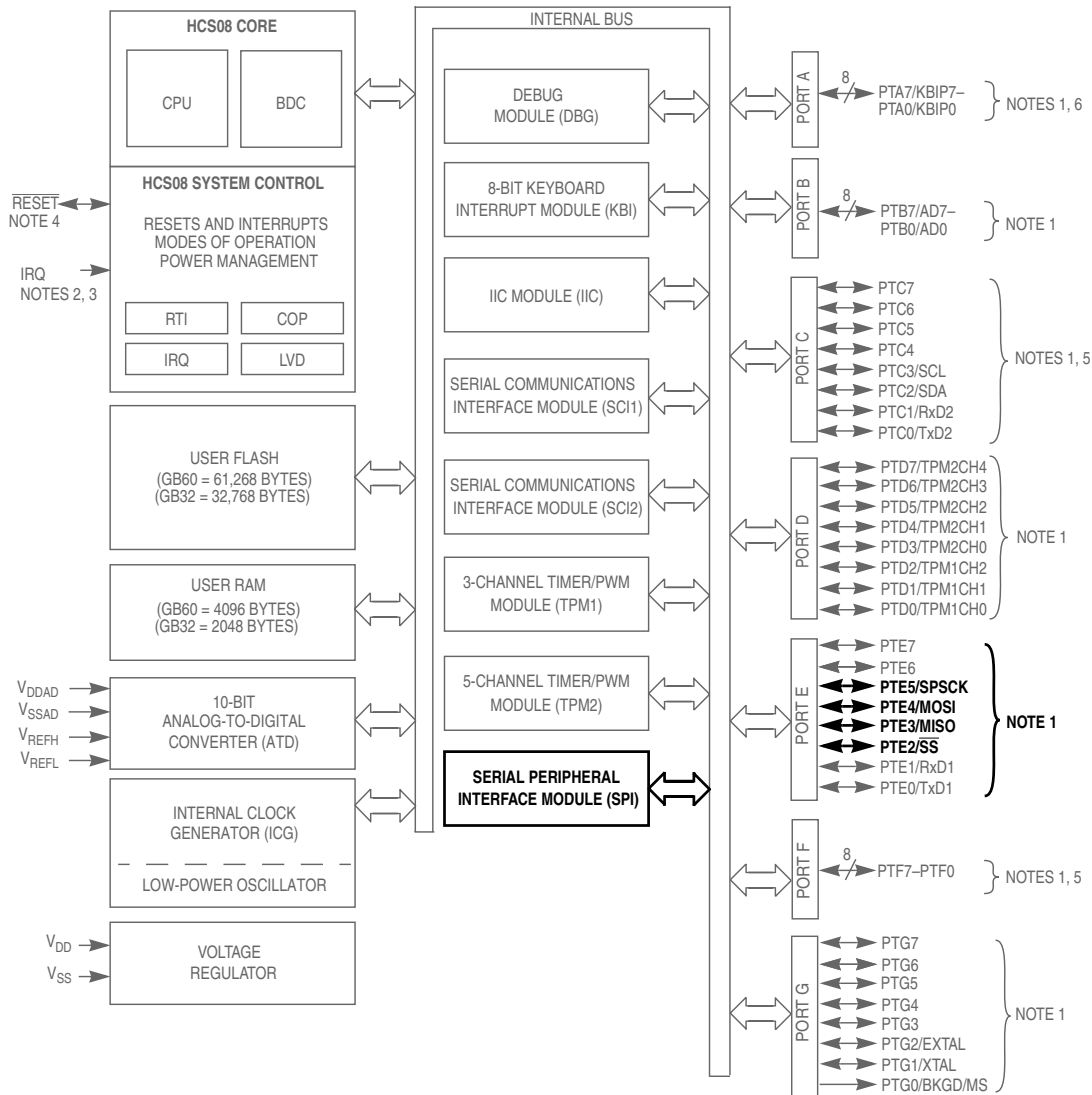 INTERNAL BUS
HCS08 CORE
CPU
BDC
HCS08 SYSTEM CONTROL
RESETS AND INTERRUPTS
MODES OF OPERATION
POWER MANAGEMENT
RTI
COP
IRQ
LVD
RESET
NOTE 4
IRQ
NOTES 2, 3
USER FLASH
(GB60 = 61,268 BYTES)
(GB32 = 32,768 BYTES)
USER RAM
(GB60 = 4096 BYTES)
(GB32 = 2048 BYTES)
VDDAD
VSSAD
VREFH
VREFL
10-BIT
ANALOG-TO-DIGITAL
CONVERTER (ATD)
INTERNAL CLOCK
GENERATOR (ICG)
LOW-POWER OSCILLATOR
VDD
VSS
VOLTAGE
REGULATOR
DEBUG
MODULE (DBG)
8-BIT KEYBOARD
INTERRUPT MODULE (KBI)
IIC MODULE (IIC)
SERIAL COMMUNICATIONS
INTERFACE MODULE (SCI1)
SERIAL COMMUNICATIONS
INTERFACE MODULE (SCI2)
3-CHANNEL TIMER/PWM
MODULE (TPM1)
5-CHANNEL TIMER/PWM
MODULE (TPM2)
SERIAL PERIPHERAL
INTERFACE MODULE (SPI)
PORT A
8
PTA7/KBIP7–
PTA0/KBIP0
NOTES 1, 6
PORT B
8
PTB7/AD7–
PTB0/AD0
NOTE 1
PORT C
PTC7
PTC6
PTC5
PTC4
PTC3/SCL
PTC2/SDA
PTC1/RxD2
PTC0/TxD2
NOTES 1, 5
PORT D
PTD7/TPM2CH4
PTD6/TPM2CH3
PTD5/TPM2CH2
PTD4/TPM2CH1
PTD3/TPM2CH0
PTD2/TPM1CH2
PTD1/TPM1CH1
PTD0/TPM1CH0
NOTE 1
PORT E
PTE7
PTE6
PTE5/SPSCK
PTE4/MOSI
PTE3/MISO
PTE2/SS
PTE1/RxD1
PTE0/TxD1
NOTE 1
PORT F
8
PTF7–PTF0
NOTES 1, 5
PORT G
PTG7
PTG6
PTG5
PTG4
PTG3
PTG2/EXTAL
PTG1/XTAL
PTG0/BKGD/MS
NOTE 1